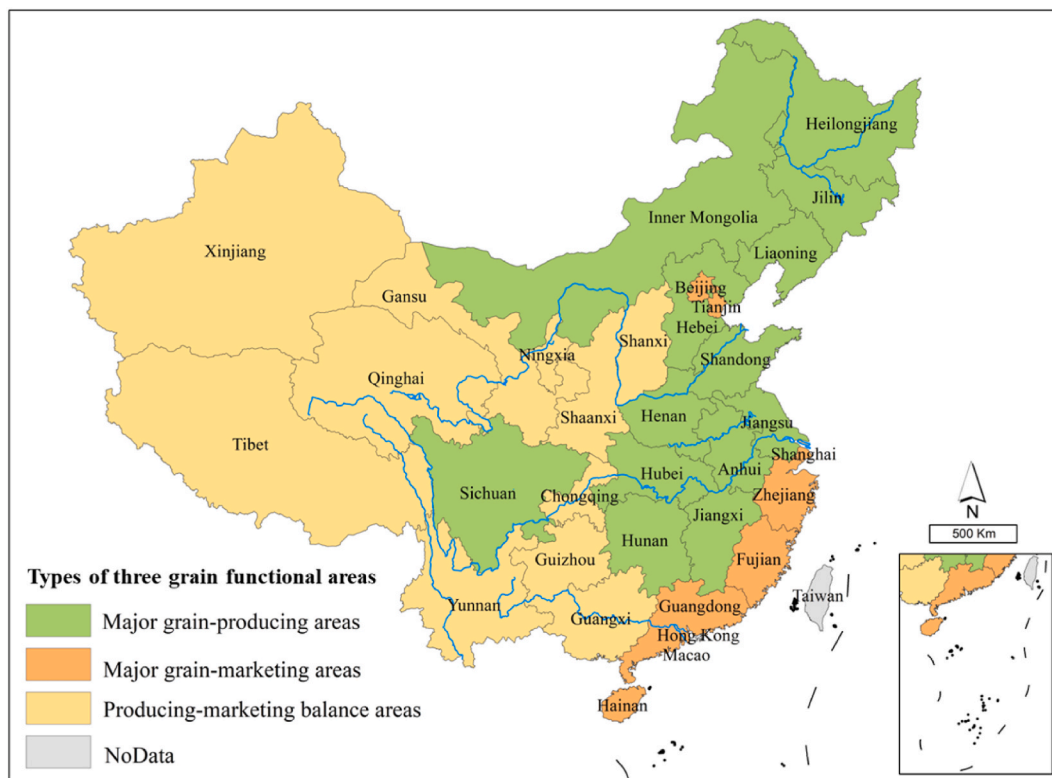 Heilongjiang
Jilin
Inner Mongolia
Liaoning
Xinjiang
Beijing
Gansu
Tianjin
Hebei
Shanxi
Ningxia
Shandong
Qinghai
Shaanxi
Henan
Jiangsu
Tibet
Shanghai
Hubei
Anhui
Sichuan
Chongqing
Zhejiang
Jiangxi
Hunan
Guizhou
Fujian
Yunnan
Taiwan
Guangdong
Guangxi
Hong Kong
Macao
Hainan
N
500 Km
Types of three grain functional areas
Major grain-producing areas
Major grain-marketing areas
Producing-marketing balance areas
NoData